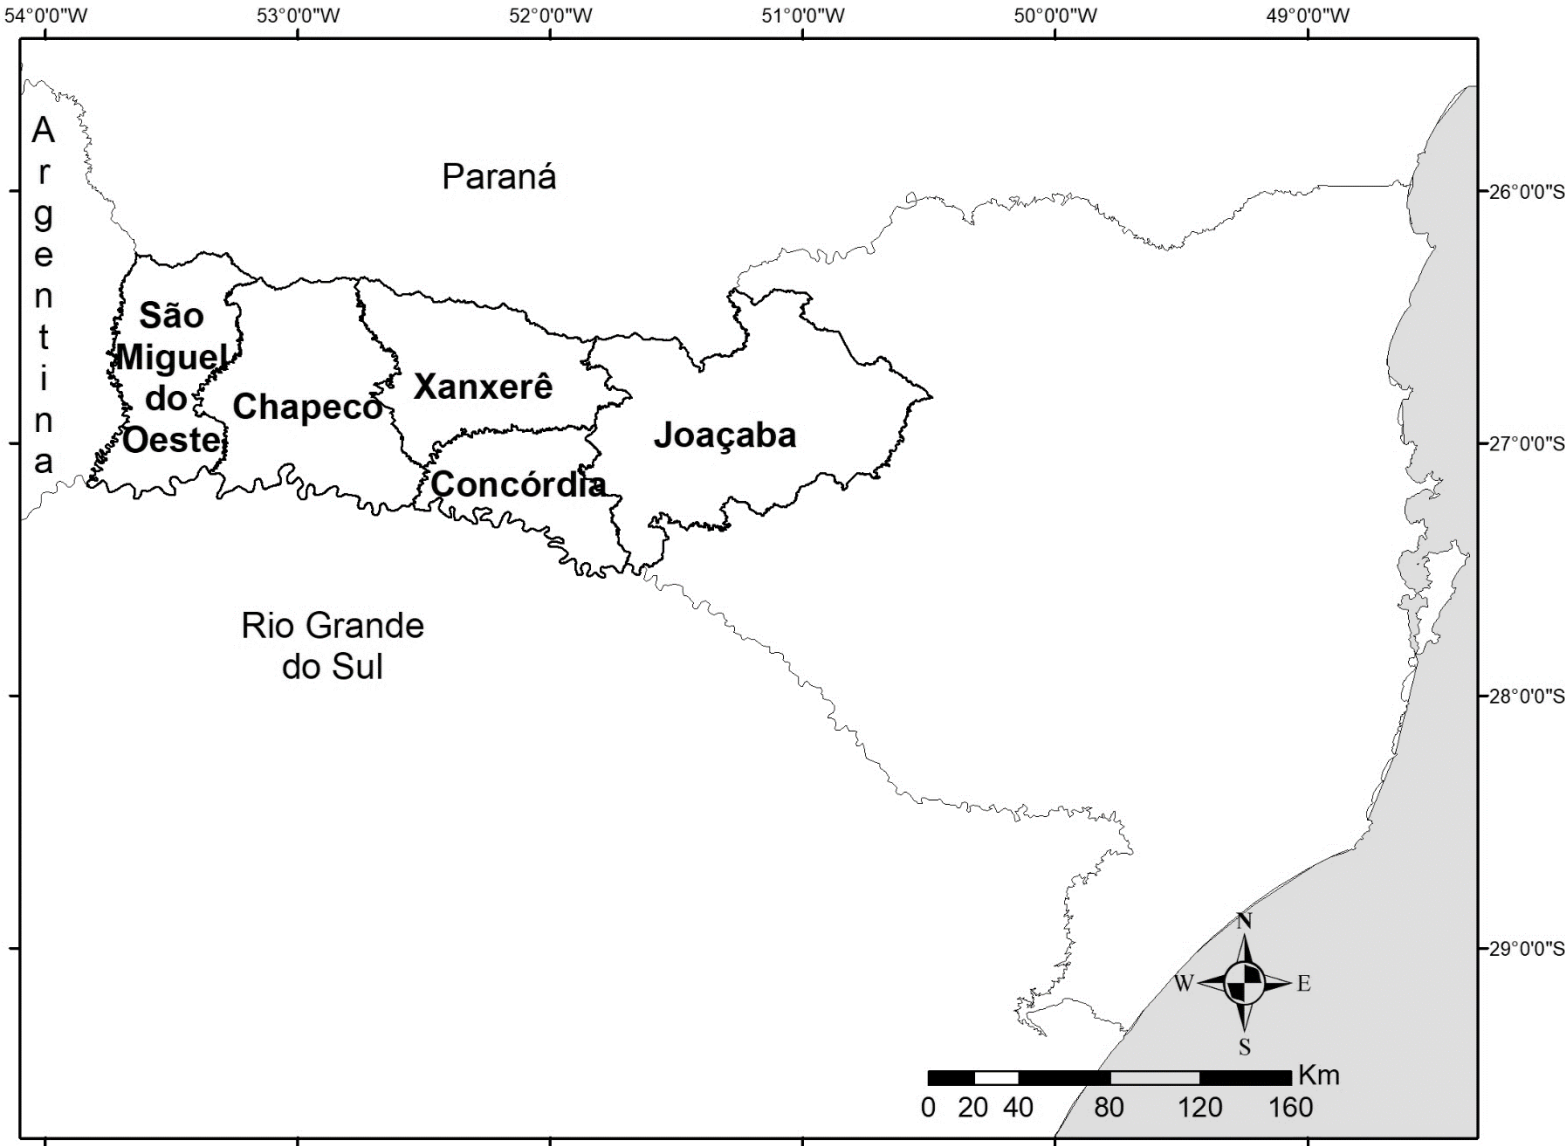 54°0'0"W 53°0'0"W 52°0'0"W 51°0'0"W 50°0'0"W 49°0'0"W
Argentina
Paraná
26°0'0"S
São
Miguel
do
Oeste
Chapecó
Xanxerê
Joaçaba
Concórdia
27°0'0"S
Rio Grande
do Sul
28°0'0"S
29°0'0"S
N
W E
S
Km
0 20 40 80 120 160